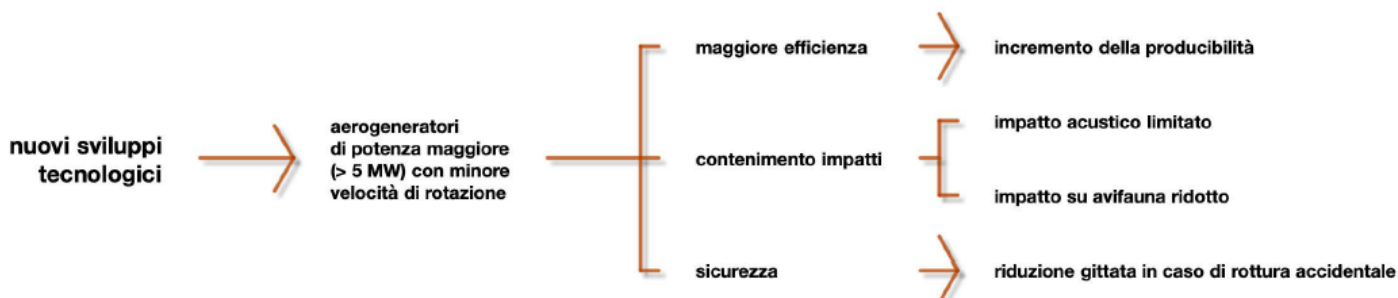 nuovi sviluppi
tecnologici
aerogeneratori
di potenza maggiore
(> 5 MW) con minore
velocità di rotazione
maggiore efficienza
incremento della producibilità
contenimento impatti
impatto acustico limitato
impatto su avifauna ridotto
sicurezza
riduzione gittata in caso di rottura accidentale